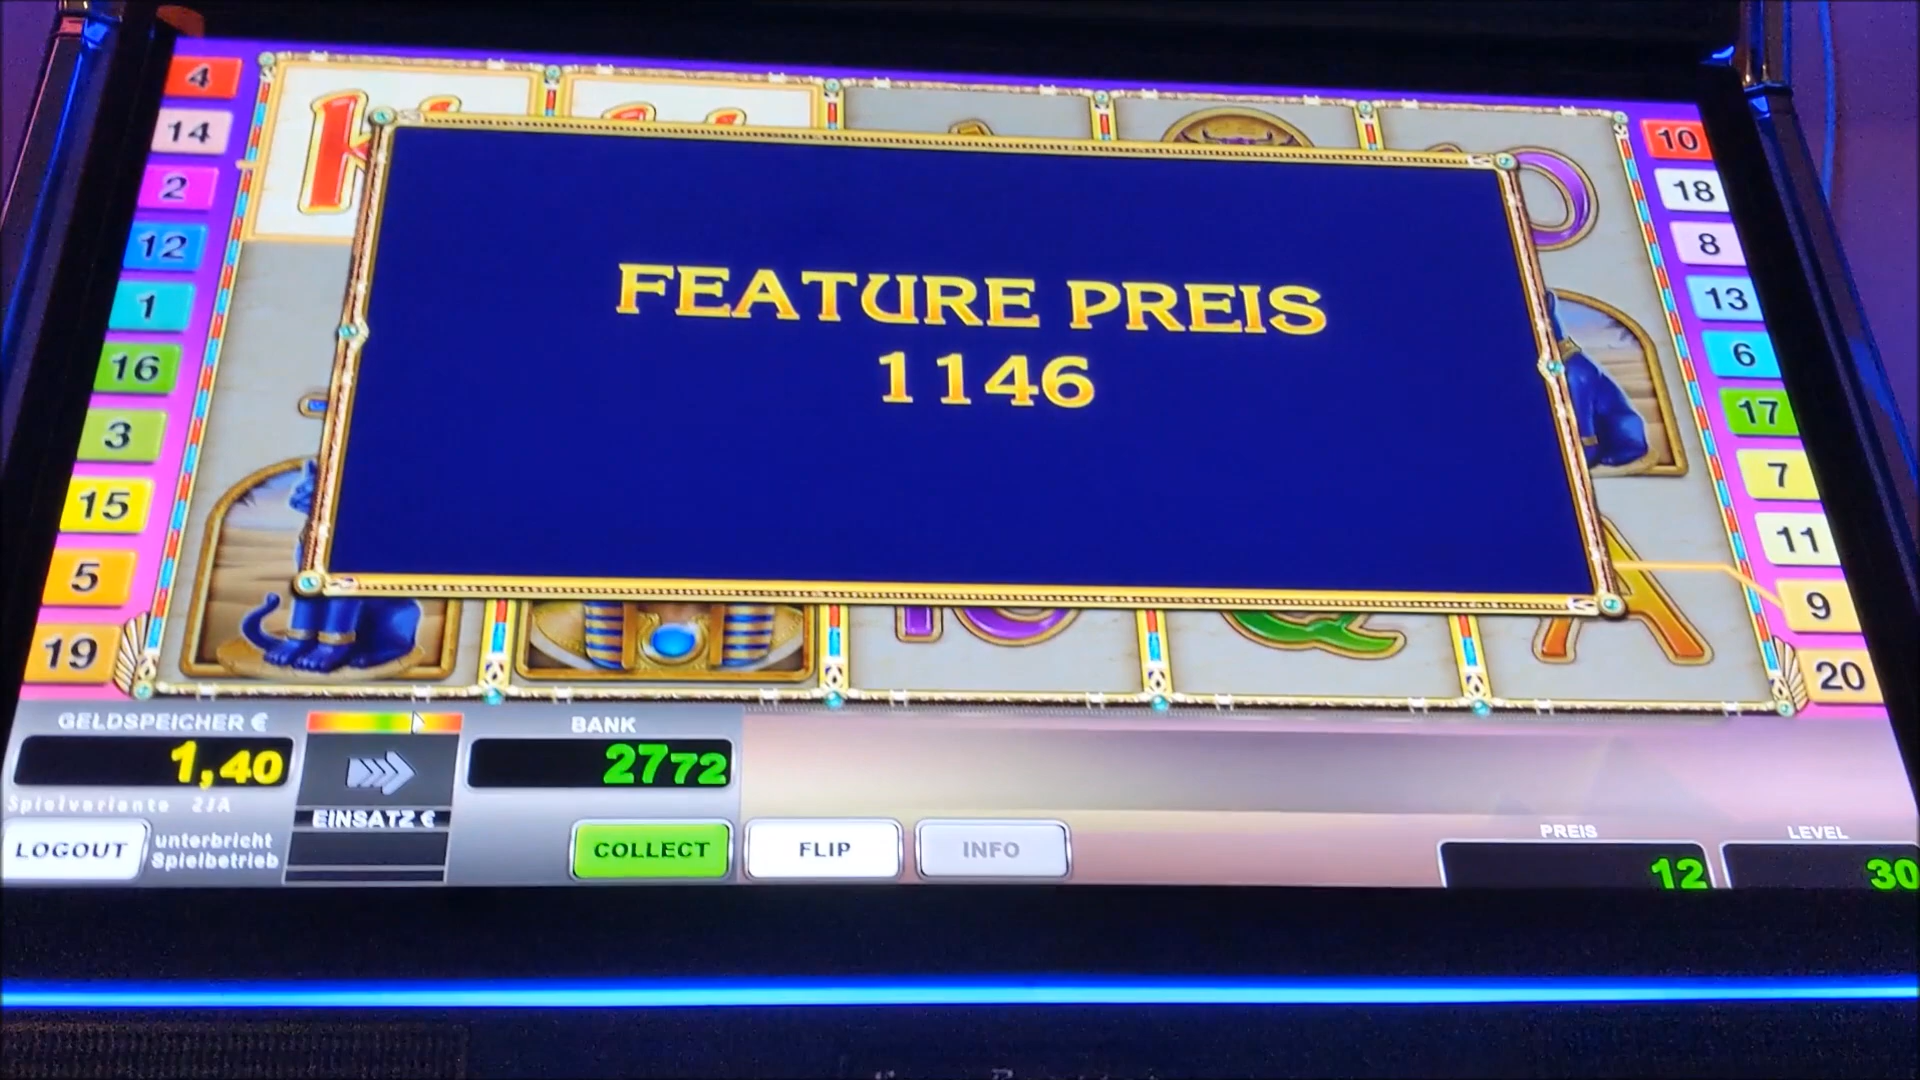 4
14
2
12
1
16
3
15
5
19
10
18
8
13
6
17
7
11
9
20
K
FEATURE PREIS
1146
10
Q
A
GELDSPEICHER €
1,40
Spielvariante 2JA
LOGOUT
unterbricht
Spielbetrieb
EINSATZ €
BANK
2772
COLLECT
FLIP
INFO
PREIS
12
LEVEL
30